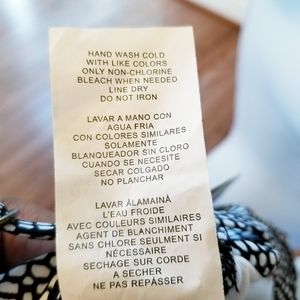 HAND WASH COLD
WITH LIKE COLORS
ONLY NON-CHLORINE
BLEACH WHEN NEEDED
LINE DRY
DO NOT IRON
LAVAR A MANO CON
AGUA FRIA
CON COLORES SIMILARES
SOLAMENTE
BLANQUEADOR SIN CLORO
CUANDO SE NECESITE
SECAR COLGADO
NO PLANCHAR
LAVAR ÀLAMAINÀ
L'EAU FROIDE
AVEC COULEURS SIMILAIRES
AGENT DE BLANCHIMENT
SANS CHLORE SEULMENT SI
NÉCESSAIRE
SECHAGE SUR CORDE
A SECHER
NE PAS REPÀSSER